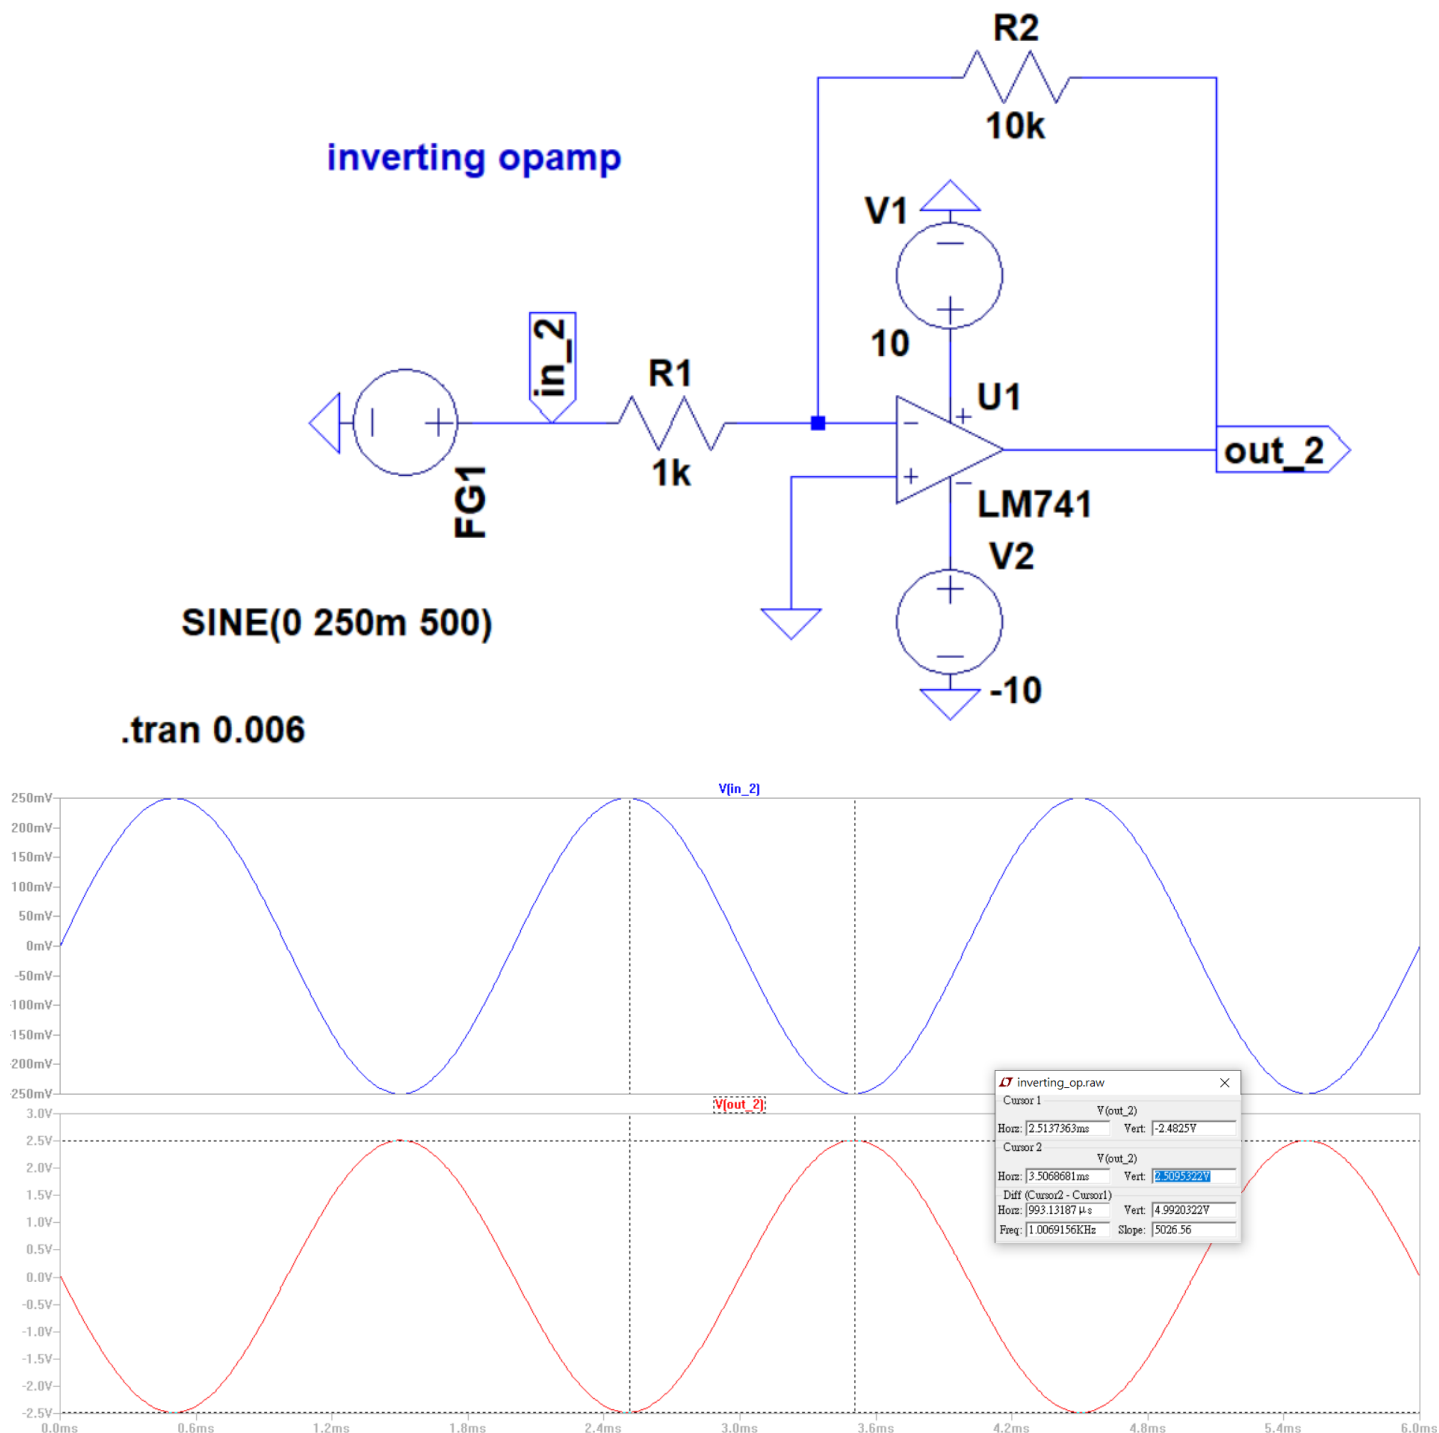 R2
10k
inverting opamp
V1
10
in_2
R1
U1
1k
out_2
FG1
LM741
V2
SINE(0 250m 500)
-10
.tran 0.006
V(in_2)
250mV
200mV
150mV
100mV
50mV
0mV
-50mV
-100mV
-150mV
-200mV
-250mV
V(out_2)
3.0V
2.5V
2.0V
1.5V
1.0V
0.5V
0.0V
-0.5V
-1.0V
-1.5V
-2.0V
-2.5V
0.0ms 0.6ms 1.2ms 1.8ms 2.4ms 3.0ms 3.6ms 4.2ms 4.8ms 5.4ms 6.0ms
inverting_op.raw
Cursor 1
V(out_2)
Horz: 2.5137363ms Vert: -2.4825V
Cursor 2
V(out_2)
Horz: 3.5068681ms Vert: 2.5095322V
Diff (Cursor2 - Cursor1)
Horz: 993.13187µs Vert: 4.9920322V
Freq: 1.0069156KHz Slope: 5026.56